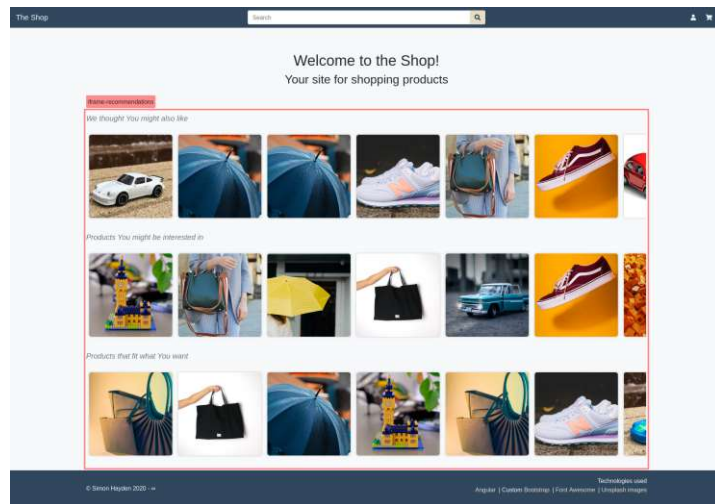 The Shop
Search
Welcome to the Shop!
Your site for shopping products
iframe-recommendations
We thought You might also like
Products You might be interested in
Products that fit what You want
Technologies used
© Simon Hayden 2020 - ∞
Angular | Custom Bootstrap | Font Awesome | Unsplash images